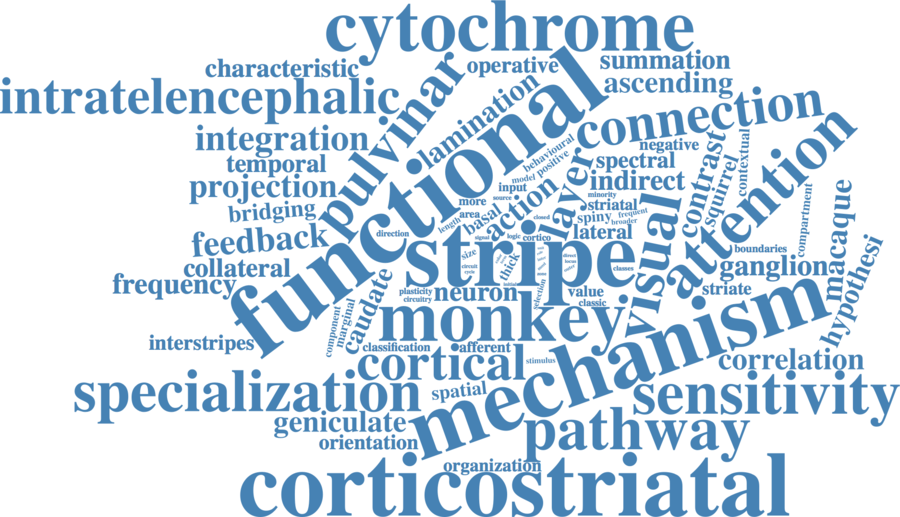 cytochrome
characteristic
operative
summation
ascending
intratelencephalic
pulvinar
lamination
functional
connection
integration
temporal
projection
bridging
feedback
collateral
frequency
behavioural
positive
model
negative
spectral
contrast
squirrel
contextual
attention
input
source
action
layer
indirect
minority
more
area
basal
length
striatal
spiny
frequent
broader
closed
lateral
direction
signal
logic
cortico
stripe
size
circuit
cycle
thick
direct
locus
classes
visual
boundaries
compartment
macaque
hypothesi
ganglion
striate
plasticity
circuitry
neuron
selection
value
classic
caudate
marginal
component
monkey
mechanism
interstripes
classification
afferent
cortical
stimulus
correlation
specialization
spatial
sensitivity
geniculate
orientation
pathway
organization
corticostriatal